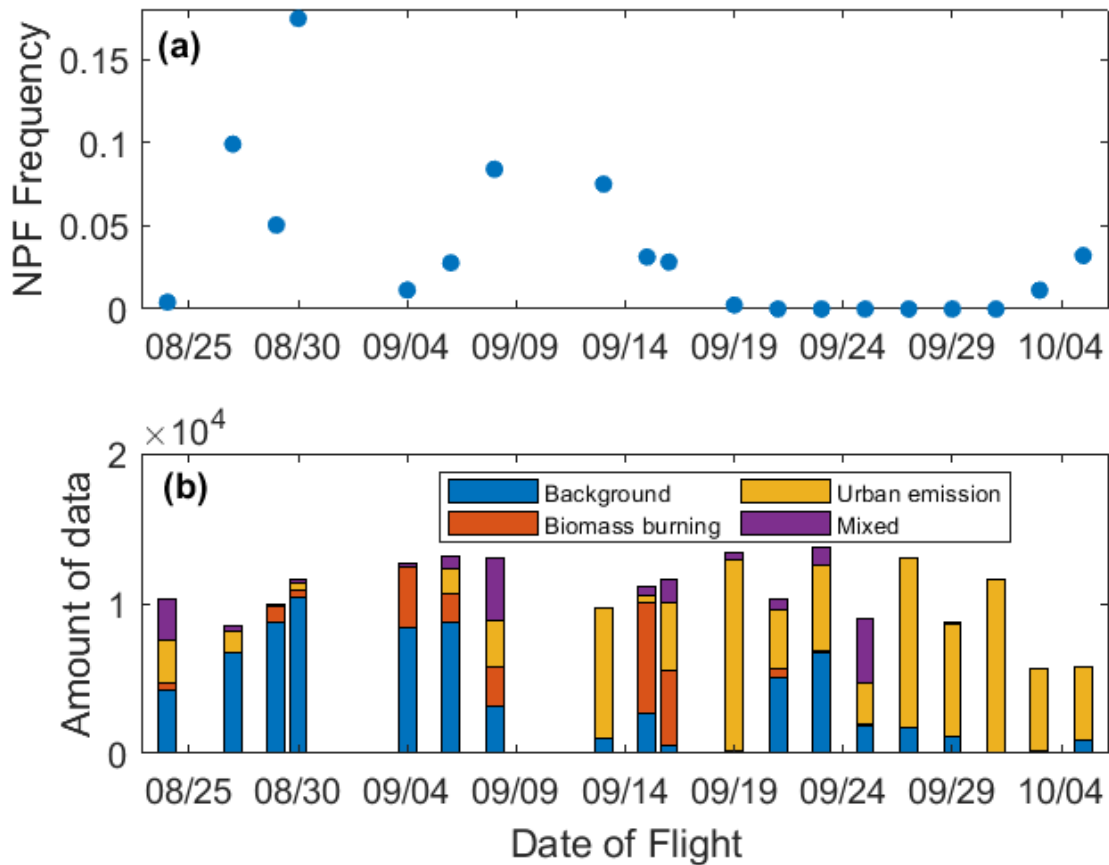 (a)
NPF Frequency
0.15
0.1
0.05
0
08/25 08/30 09/04 09/09 09/14 09/19 09/24 09/29 10/04
×10⁴
(b)
Amount of data
2
1
0
Background Urban emission
Biomass burning Mixed
08/25 08/30 09/04 09/09 09/14 09/19 09/24 09/29 10/04
Date of Flight